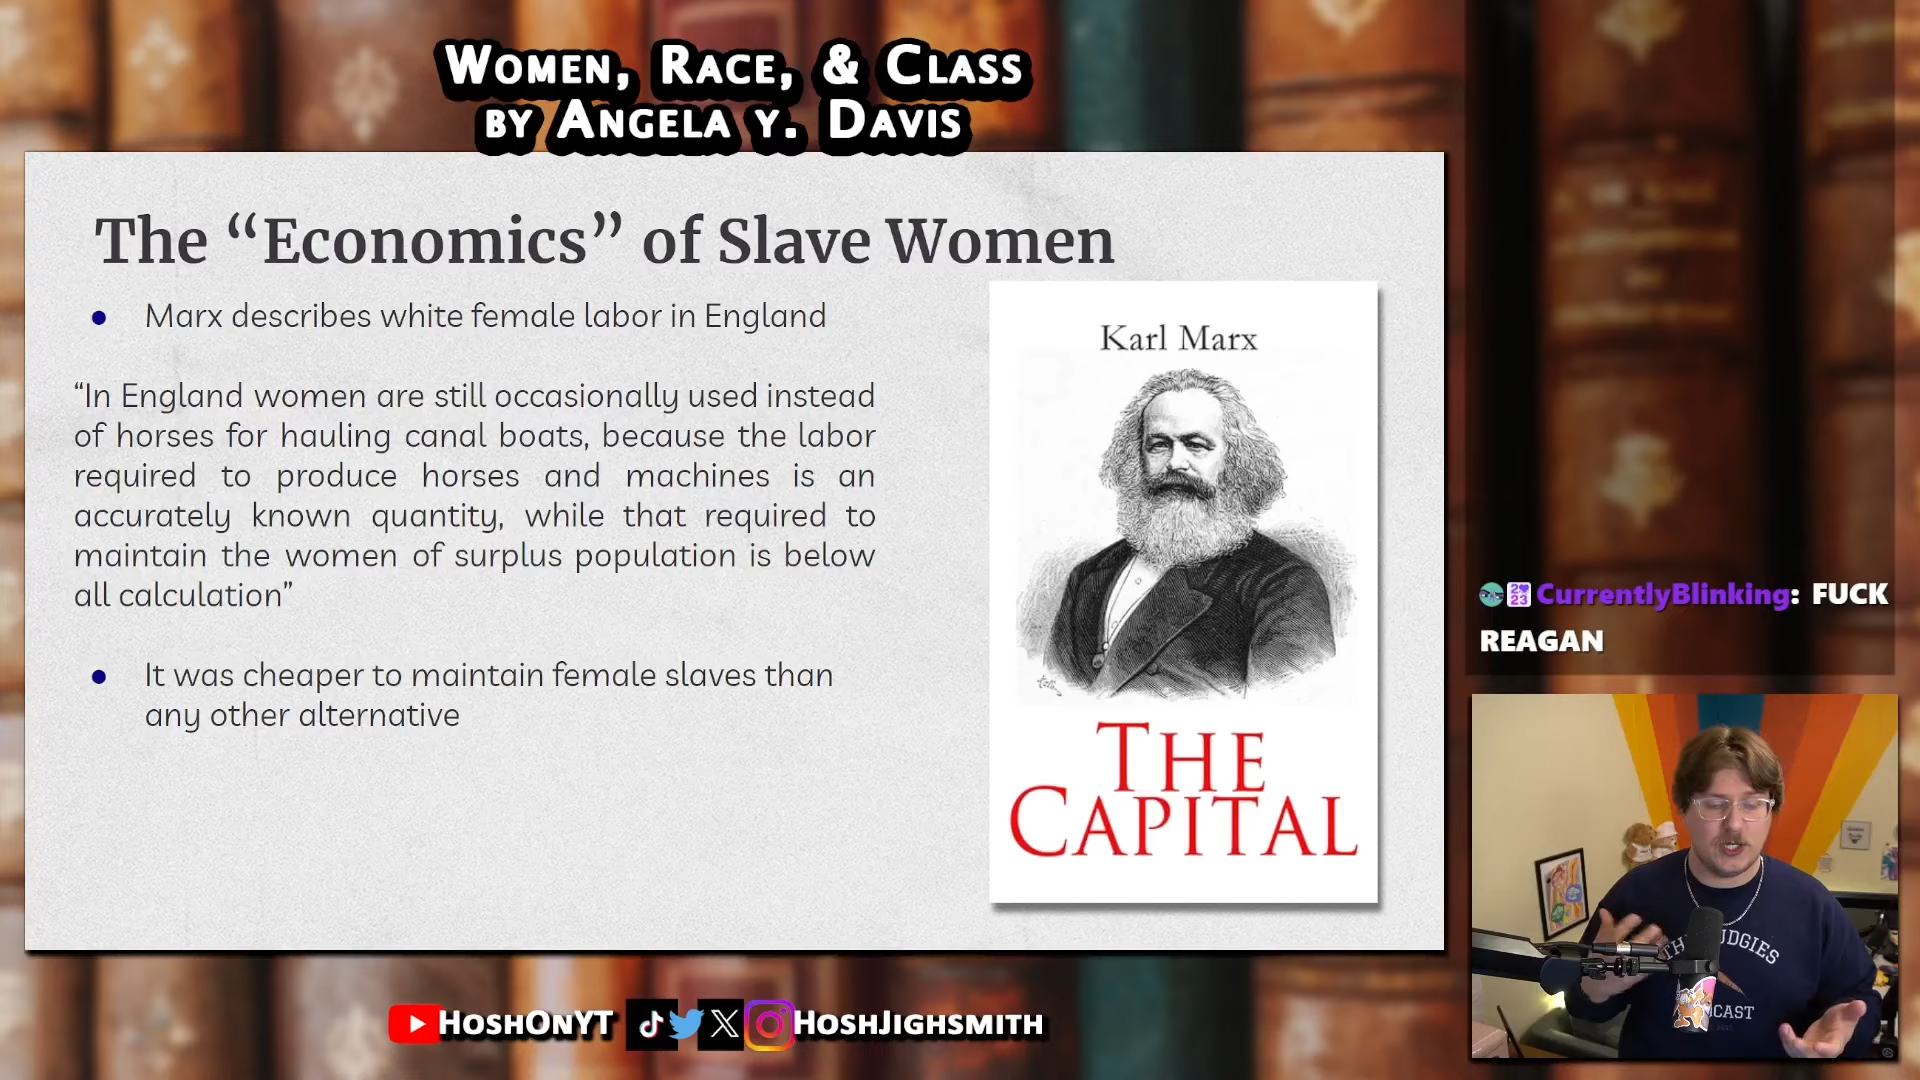 Women, Race, & Class
by Angela Y. Davis
The “Economics” of Slave Women
● Marx describes white female labor in England
“In England women are still occasionally used instead
of horses for hauling canal boats, because the labor
required to produce horses and machines is an
accurately known quantity, while that required to
maintain the women of surplus population is below
all calculation”
● It was cheaper to maintain female slaves than
any other alternative
Karl Marx
The
Capital
CurrentlyBlinking: FUCK
REAGAN
HoshOnYT
HoshJighsmith